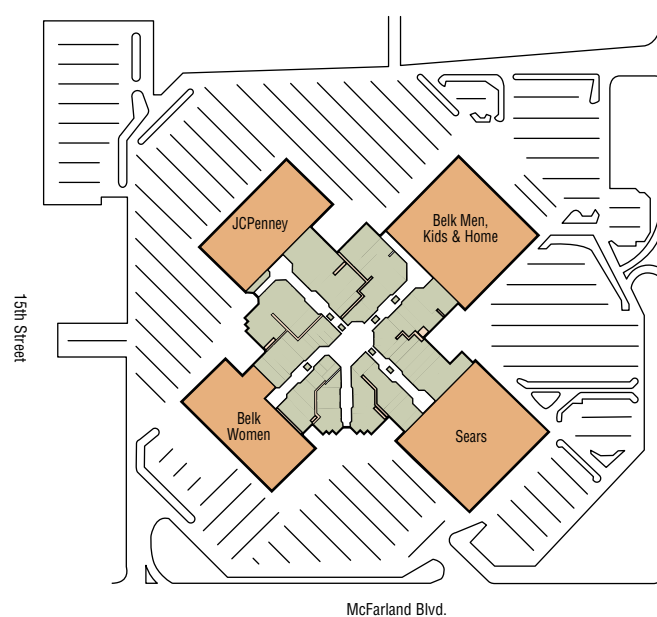 JCPenney
Belk Men,
Kids & Home
15th Street
Belk
Women
Sears
McFarland Blvd.